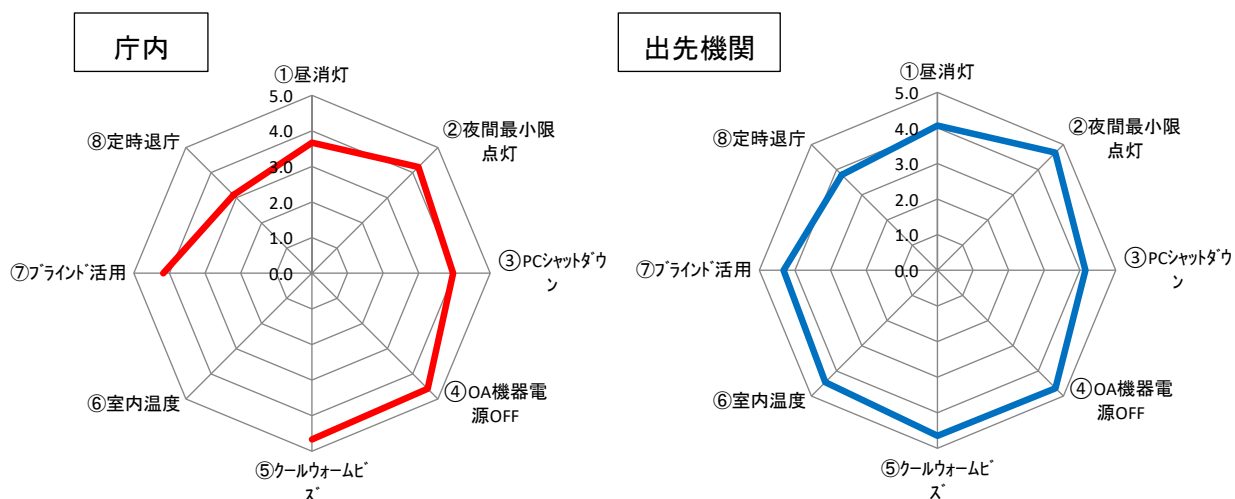 庁内
①昼消灯
5.0
4.0
3.0
2.0
1.0
0.0
②夜間最小限
点灯
③PCｼｬｯﾄﾀﾞｳ
ﾝ
④OA機器電
源OFF
⑤ｸｰﾙｳｫｰﾑﾋﾞ
ｽﾞ
⑥室内温度
⑦ﾌﾞﾗｲﾝﾄﾞ活用
⑧定時退庁
出先機関
①昼消灯
5.0
4.0
3.0
2.0
1.0
0.0
②夜間最小限
点灯
③PCｼｬｯﾄﾀﾞｳ
ﾝ
④OA機器電
源OFF
⑤ｸｰﾙｳｫｰﾑﾋﾞ
ｽﾞ
⑥室内温度
⑦ﾌﾞﾗｲﾝﾄﾞ活用
⑧定時退庁